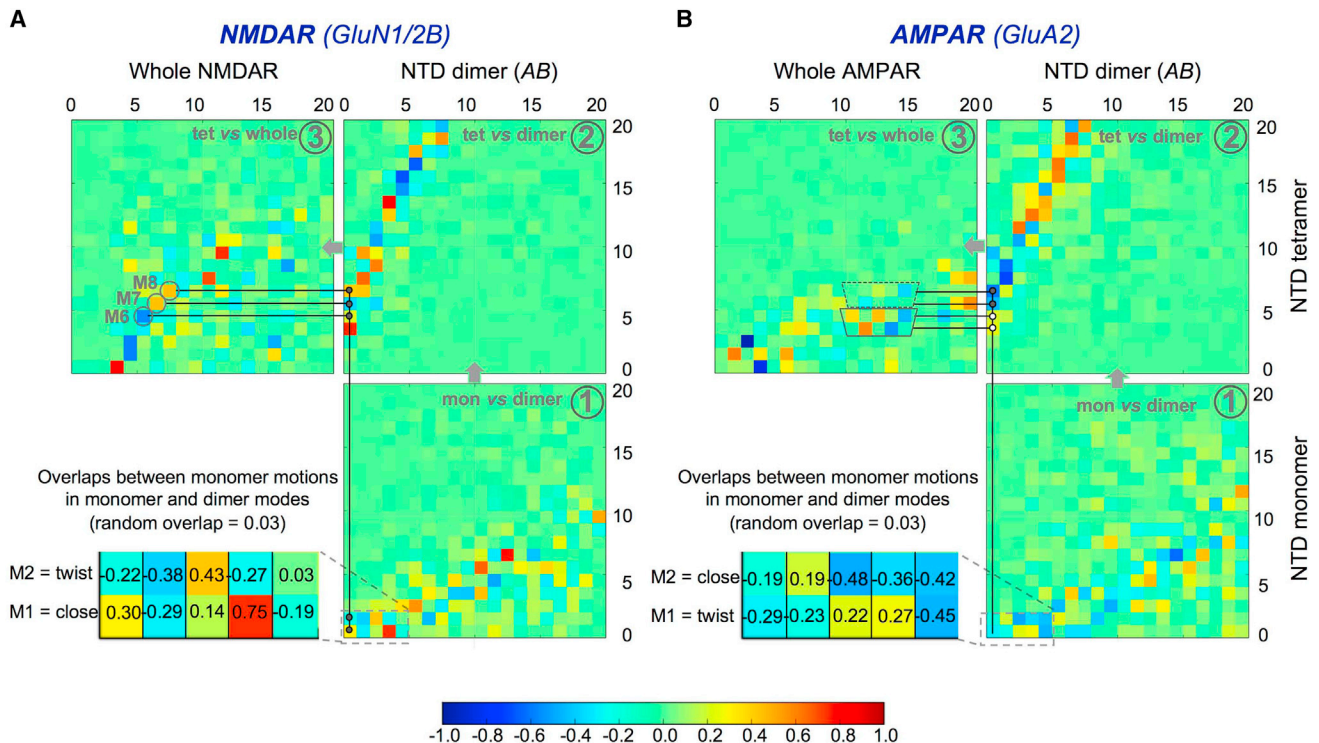 A
NMDAR (GluN1/2B)
Whole NMDAR
NTD dimer (AB)
0 5 10 15 20
0 5 10 15 20
tet vs whole 3
tet vs dimer 2
20
15
10
5
0
M8
M7
M6
mon vs dimer 1
20
15
10
5
0
Overlaps between monomer motions
in monomer and dimer modes
(random overlap = 0.03)
M2 = twist -0.22 -0.38 0.43 -0.27 0.03
M1 = close 0.30 -0.29 0.14 0.75 -0.19
B
AMPAR (GluA2)
Whole AMPAR
NTD dimer (AB)
0 5 10 15 20
0 5 10 15 20
tet vs whole 3
tet vs dimer 2
20
15
10
5
0
NTD tetramer
mon vs dimer 1
20
15
10
5
0
NTD monomer
Overlaps between monomer motions
in monomer and dimer modes
(random overlap = 0.03)
M2 = close -0.19 0.19 -0.48 -0.36 -0.42
M1 = twist -0.29 -0.23 0.22 0.27 -0.45
-1.0 -0.8 -0.6 -0.4 -0.2 0.0 0.2 0.4 0.6 0.8 1.0